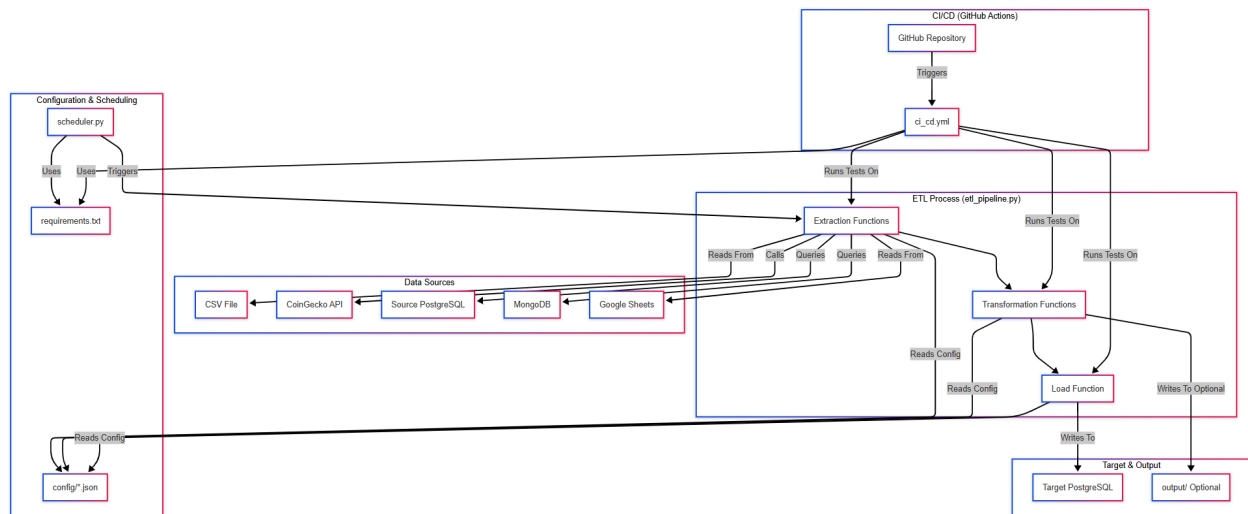 CI/CD (GitHub Actions)
GitHub Repository
Triggers
ci_cd.yml
Configuration & Scheduling
scheduler.py
Uses
Uses
Triggers
requirements.txt
Runs Tests On
ETL Process (etl_pipeline.py)
Extraction Functions
Runs Tests On
Runs Tests On
Reads From
Calls
Queries
Queries
Reads From
Data Sources
CSV File
CoinGecko API
Source PostgreSQL
MongoDB
Google Sheets
Transformation Functions
Reads Config
Reads Config
Load Function
Writes To Optional
Reads Config
Writes To
config/*.json
Target & Output
Target PostgreSQL
output/ Optional